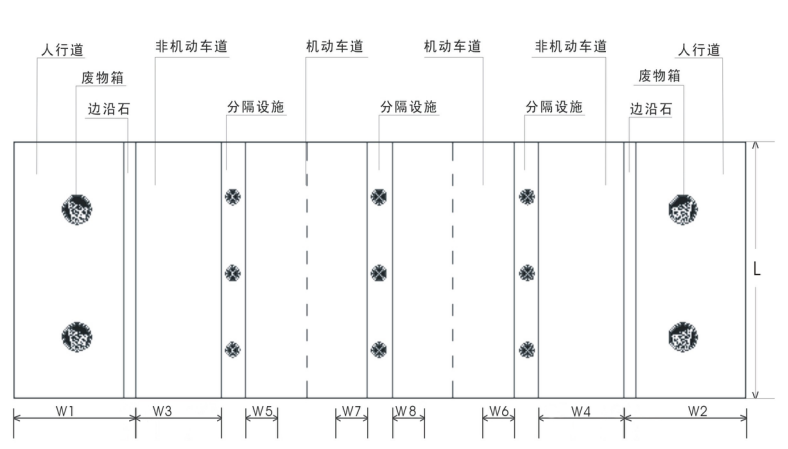 人行道
非机动车道
机动车道
机动车道
非机动车道
人行道
废物箱
废物箱
边沿石
分隔设施
分隔设施
分隔设施
边沿石
L
W1
W3
W5
W7
W8
W6
W4
W2